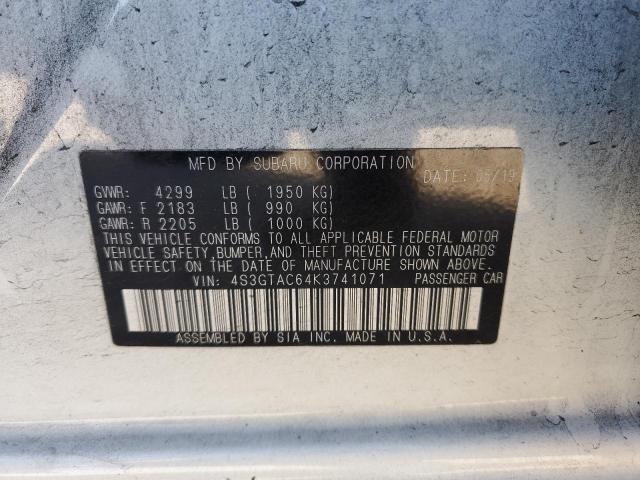 MFD BY SUBARU CORPORATION
DATE: 05/19
GVWR: 4299 LB ( 1950 KG)
GAWR: F 2183 LB ( 990 KG)
GAWR: R 2205 LB ( 1000 KG)
THIS VEHICLE CONFORMS TO ALL APPLICABLE FEDERAL MOTOR
VEHICLE SAFETY, BUMPER, AND THEFT PREVENTION STANDARDS
IN EFFECT ON THE DATE OF MANUFACTURE SHOWN ABOVE.
VIN: 4S3GTAC64K3741071 PASSENGER CAR
ASSEMBLED BY SIA INC. MADE IN U.S.A.